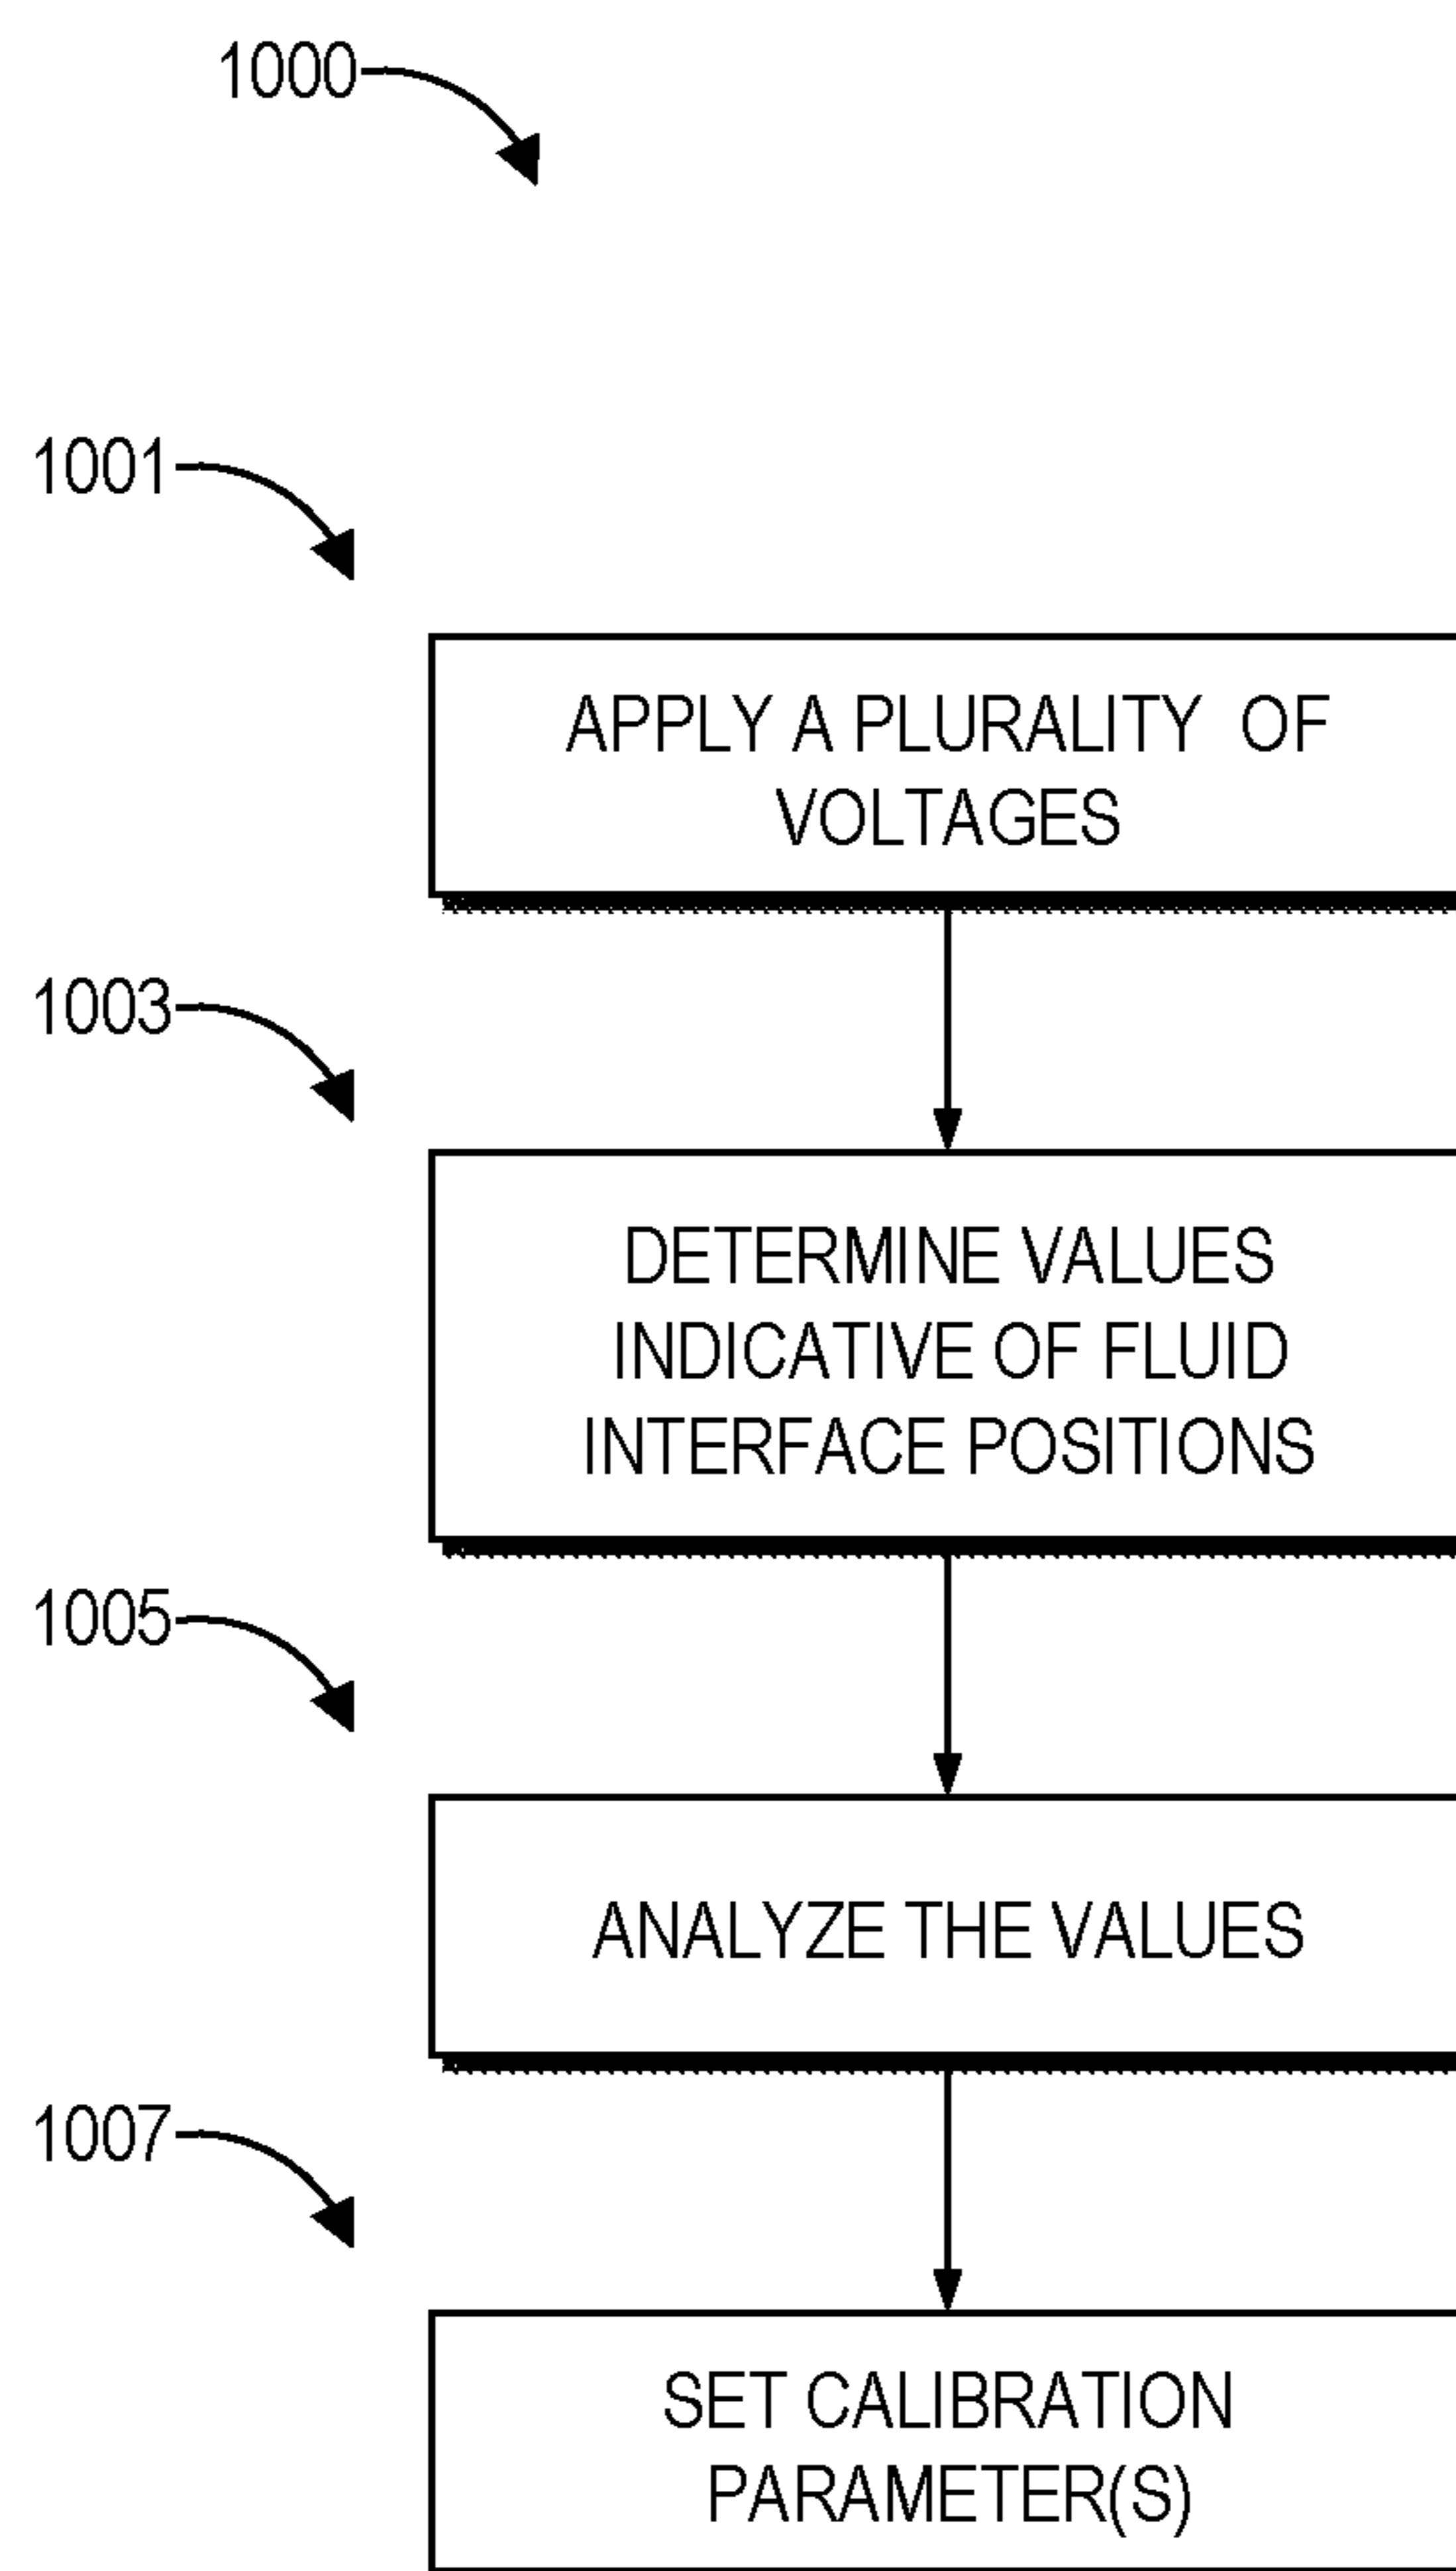 1000
1001
APPLY A PLURALITY OF
VOLTAGES
1003
DETERMINE VALUES
INDICATIVE OF FLUID
INTERFACE POSITIONS
1005
ANALYZE THE VALUES
1007
SET CALIBRATION
PARAMETER(S)